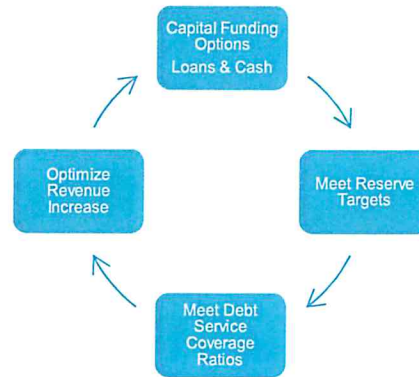 Capital Funding
Options
Loans & Cash
Meet Reserve
Targets
Meet Debt
Service
Coverage
Ratios
Optimize
Revenue
Increase